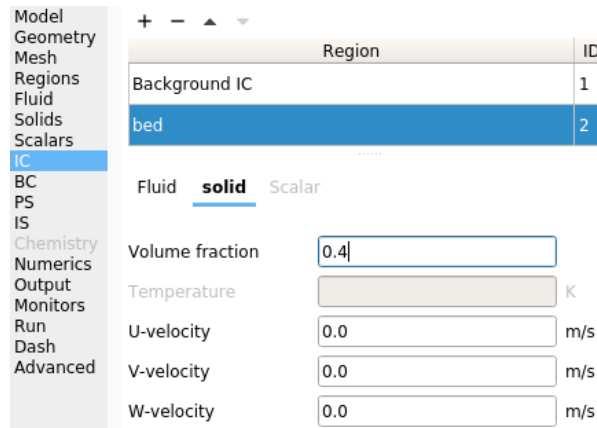 Model
Geometry
Mesh
Regions
Fluid
Solids
Scalars
IC
BC
PS
IS
Chemistry
Numerics
Output
Monitors
Run
Dash
Advanced
Region ID
Background IC 1
bed 2
Fluid solid Scalar
Volume fraction 0.4
Temperature K
U-velocity 0.0 m/s
V-velocity 0.0 m/s
W-velocity 0.0 m/s